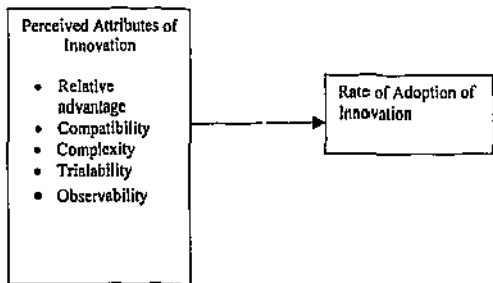 Perceived Attributes of
Innovation
• Relative
advantage
• Compatibility
• Complexity
• Trialability
• Observability
Rate of Adoption of
Innovation